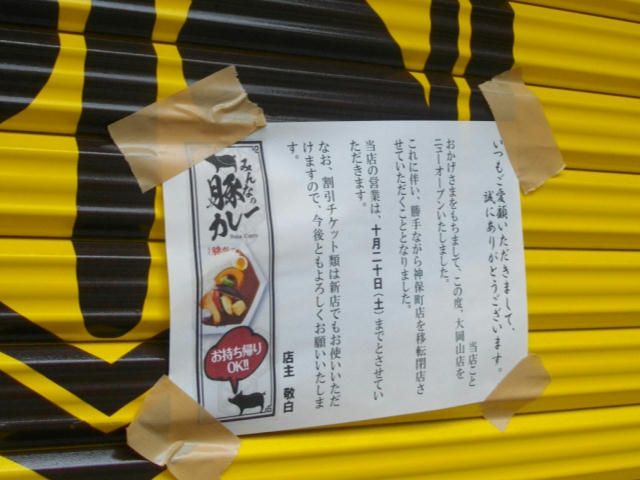 いつもご愛顧いただきまして、
誠にありがとうございます。
当店こと
おかげさまをもちまして、この度、大岡山店を
ニューオープンいたしました。
これに伴い、勝手ながら神保町店を移転閉店さ
せていただくこととなりました。
当店の営業は、十月二十日(土)までとさせてい
ただきます。
なお、割引チケット類は新店でもお使いいただ
けますので、今後ともよろしくお願いいたしま
す。
店主 敬白
みんなの
豚カレー
お持ち帰り
OK!!